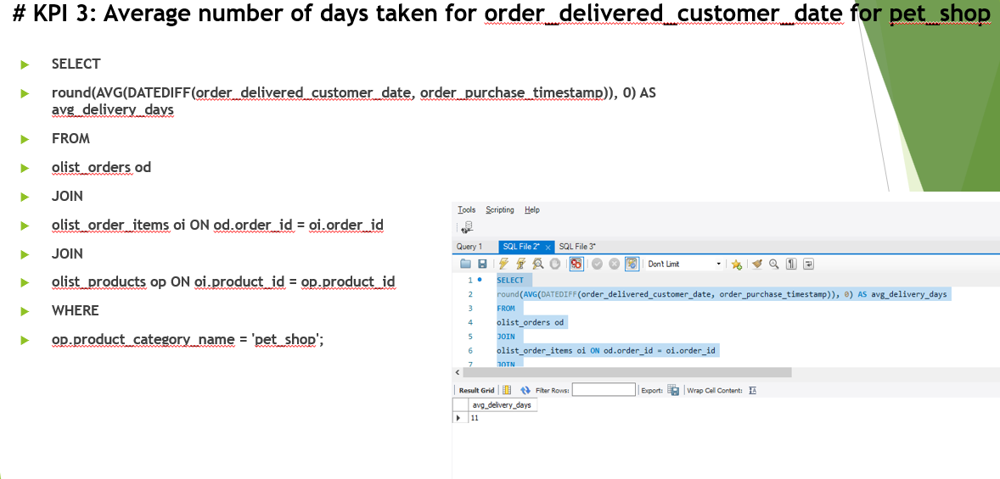 # KPI 3: Average number of days taken for order_delivered_customer_date for pet_shop
SELECT
round(AVG(DATEDIFF(order_delivered_customer_date, order_purchase_timestamp)), 0) AS
avg_delivery_days
FROM
olist_orders od
JOIN
olist_order_items oi ON od.order_id = oi.order_id
JOIN
olist_products op ON oi.product_id = op.product_id
WHERE
op.product_category_name = 'pet_shop';
Tools Scripting Help
Query 1 SQL File 2* × SQL File 3*
Don't Limit
1 SELECT
2 round(AVG(DATEDIFF(order_delivered_customer_date, order_purchase_timestamp)), 0) AS avg_delivery_days
3 FROM
4 olist_orders od
5 JOIN
6 olist_order_items oi ON od.order_id = oi.order_id
7 JOIN
Result Grid Filter Rows: Export: Wrap Cell Content: IA
avg_delivery_days
11